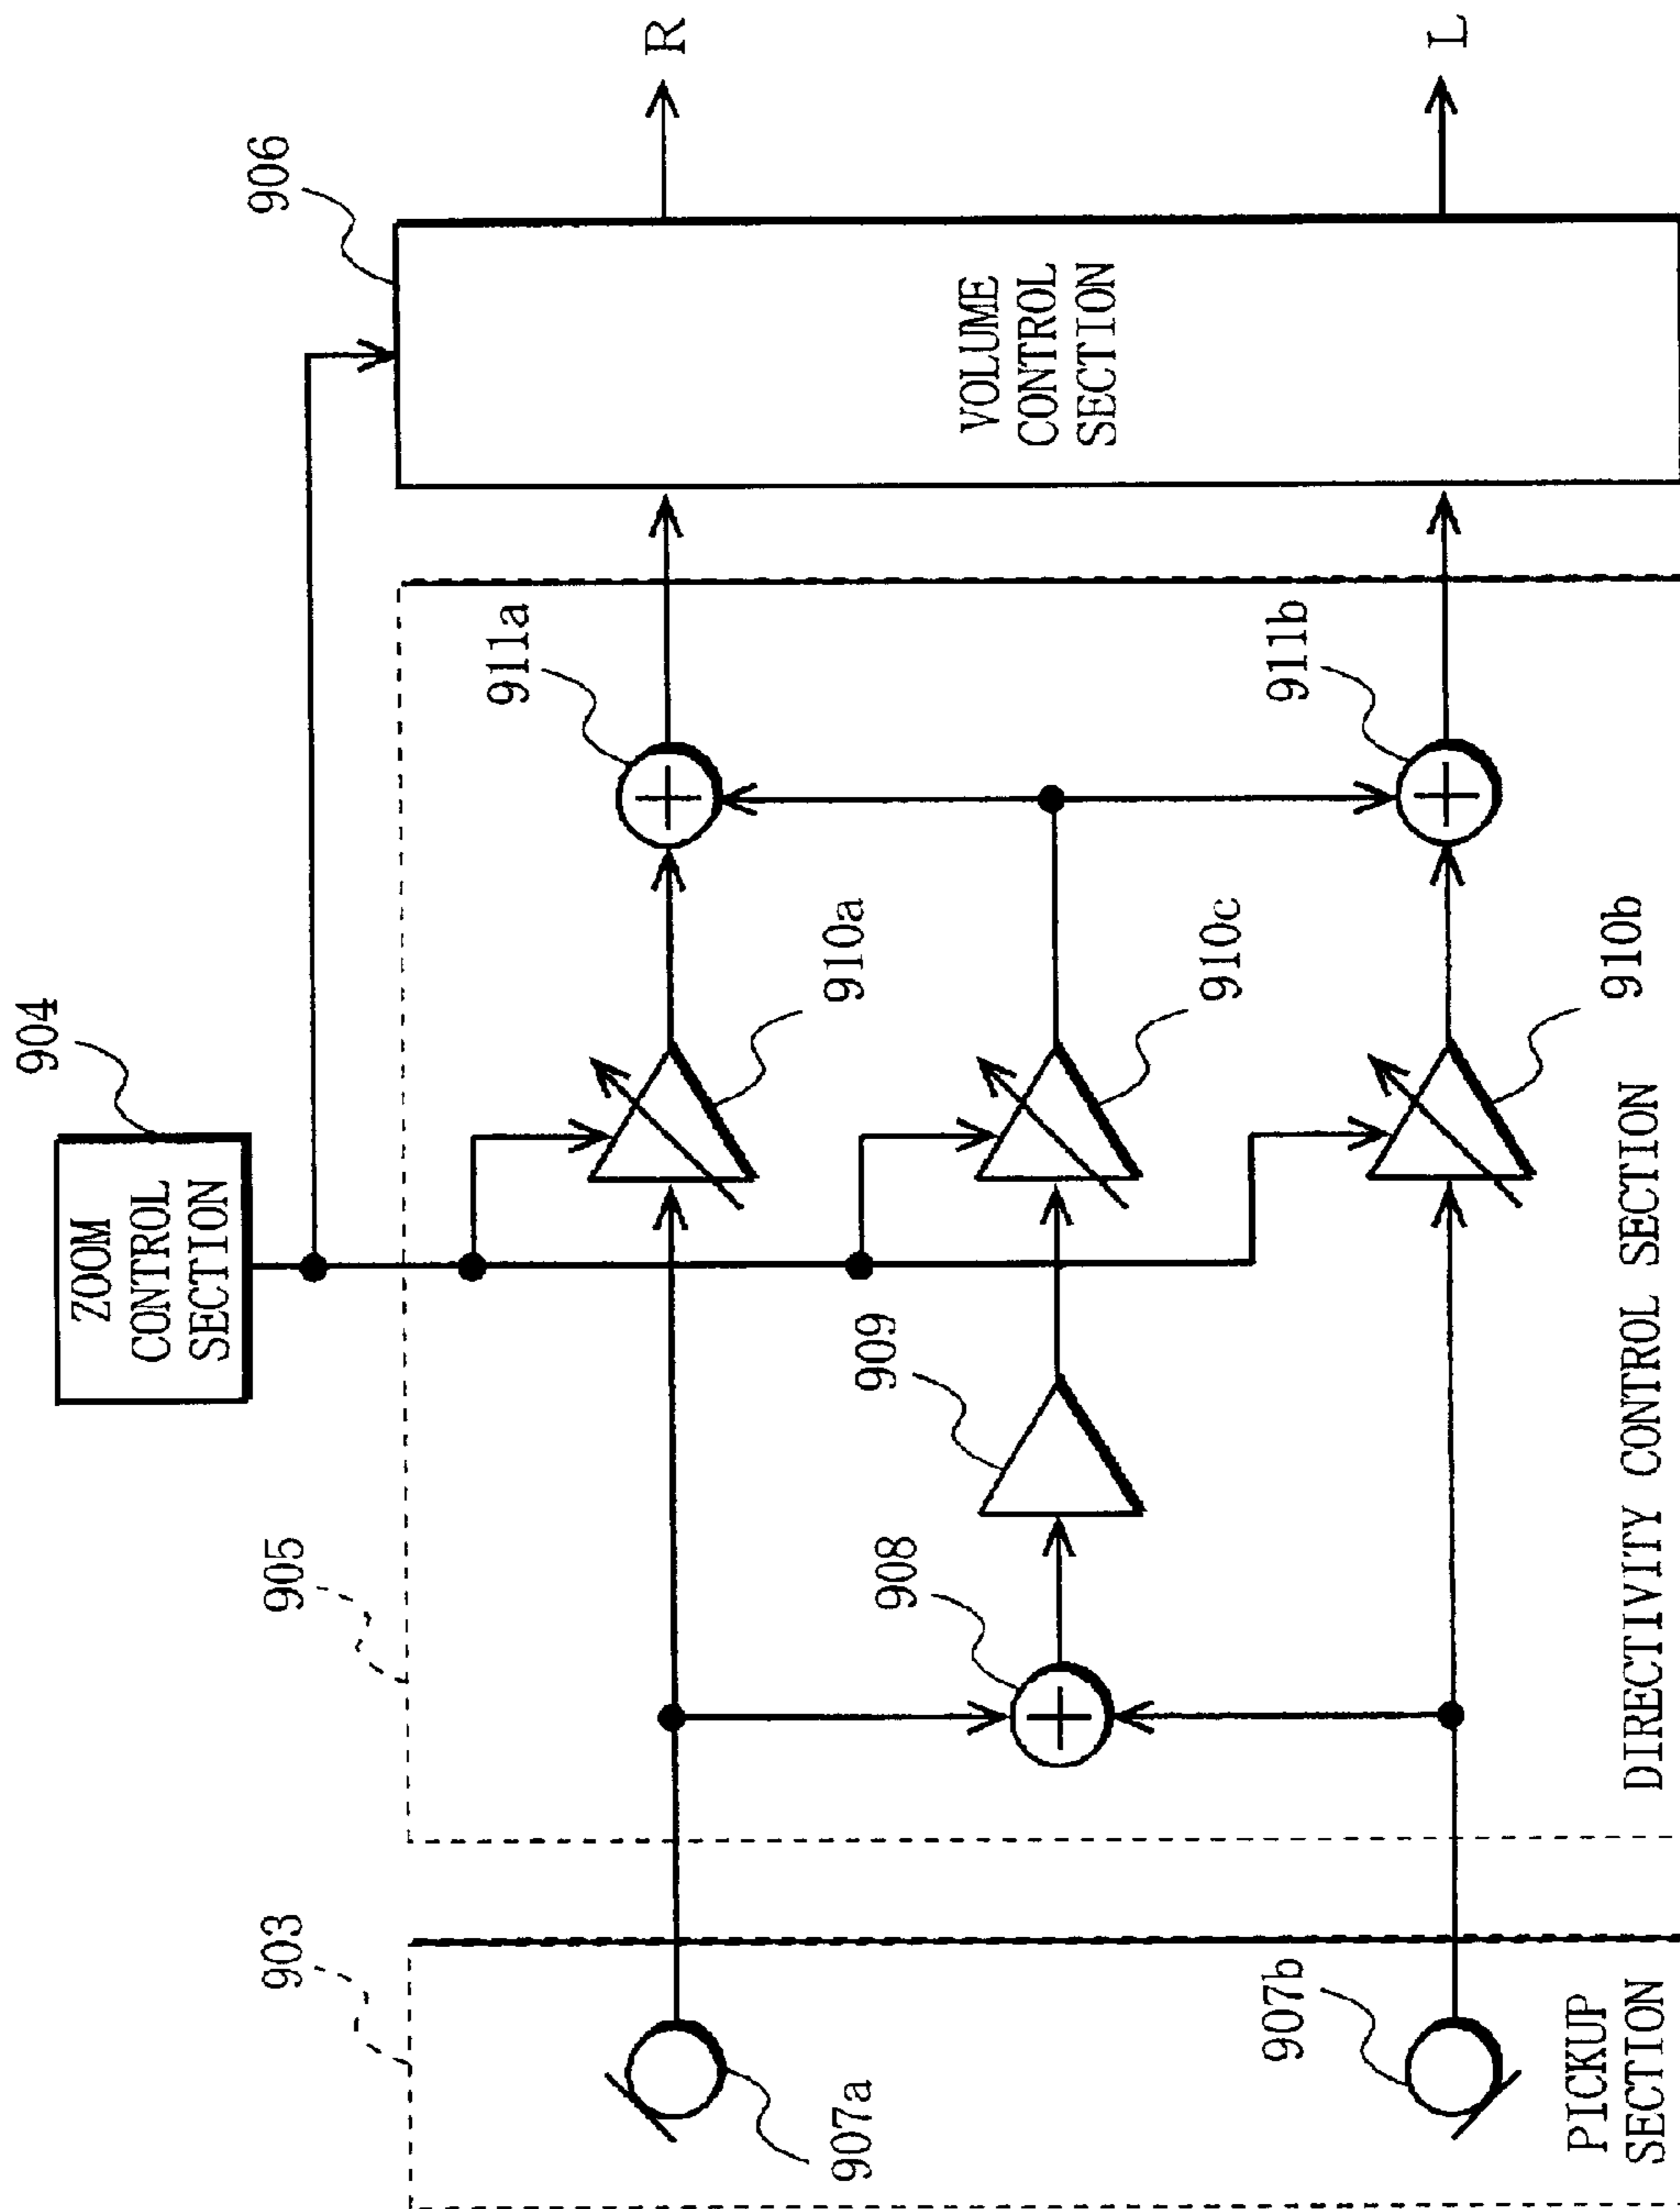 904
ZOOM
CONTROL
SECTION
906
VOLUME
CONTROL
SECTION
R
L
905
911a
911b
910a
910c
910b
909
908
DIRECTIVITY CONTROL SECTION
903
907a
907b
PICKUP
SECTION